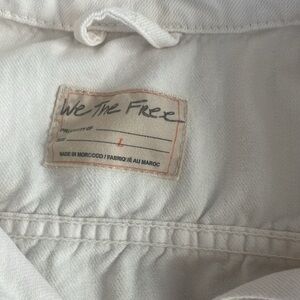 We The Free
L
MADE IN MOROCCO / FABRIQUÉ AU MAROC